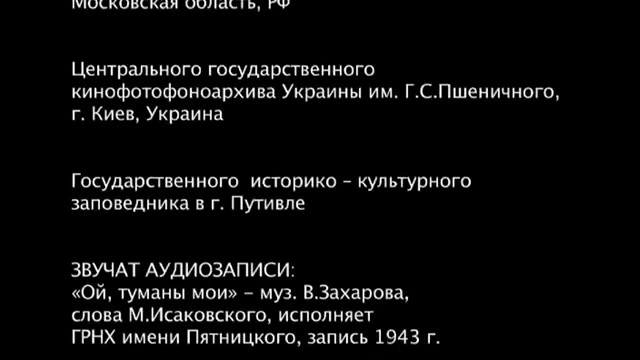 Московская область, РФ
Центрального государственного
кинофотофоноархива Украины им. Г.С.Пшеничного,
г. Киев, Украина
Государственного историко – культурного
заповедника в г. Путивле
ЗВУЧАТ АУДИОЗАПИСИ:
«Ой, туманы мои» – муз. В.Захарова,
слова М.Исаковского, исполняет
ГРНХ имени Пятницкого, запись 1943 г.